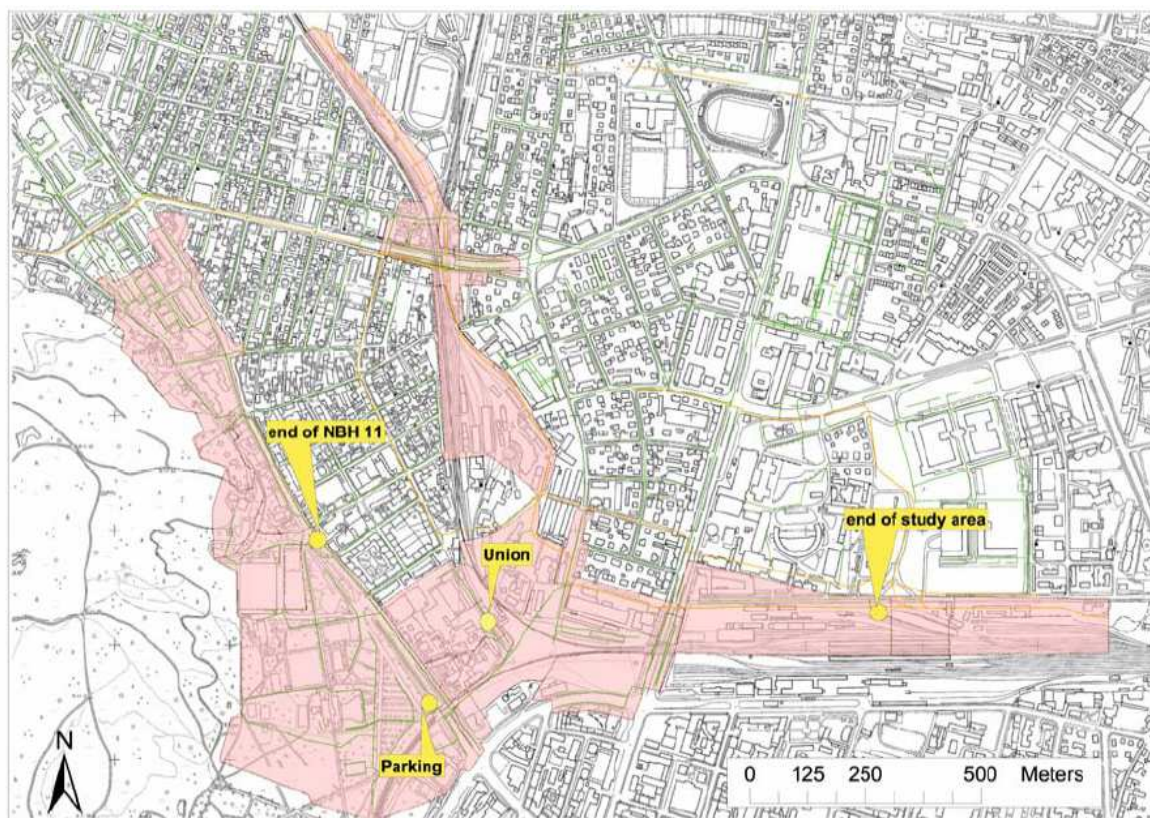 end of NBH 11
end of study area
Union
Parking
N
0 125 250 500 Meters